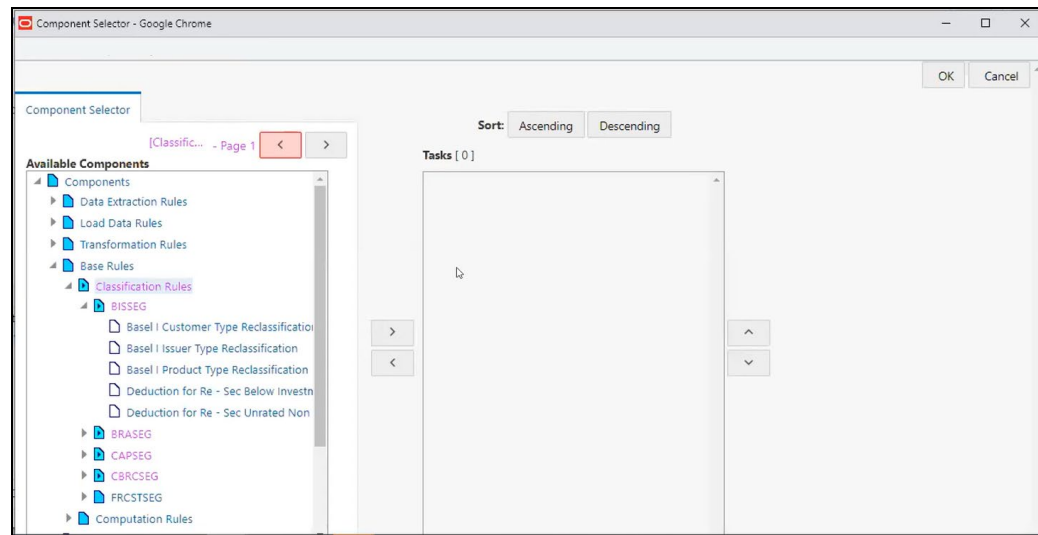 Component Selector - Google Chrome
OK Cancel
Component Selector
Sort: Ascending Descending
[Classific... - Page 1 < >
Tasks [ 0 ]
Available Components
Components
Data Extraction Rules
Load Data Rules
Transformation Rules
Base Rules
Classification Rules
BISSEG
Basel I Customer Type Reclassificatio
Basel I Issuer Type Reclassification
Basel I Product Type Reclassification
Deduction for Re - Sec Below Investn
Deduction for Re - Sec Unrated Non
BRASEG
CAPSEG
CBRCSEG
FRCSTSEG
Computation Rules